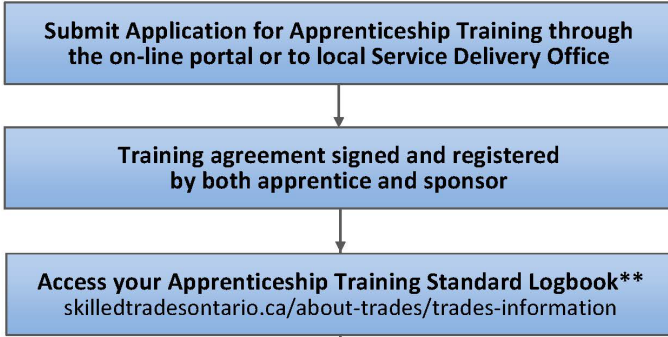 Submit Application for Apprenticeship Training through
the on-line portal or to local Service Delivery Office
Training agreement signed and registered
by both apprentice and sponsor
Access your Apprenticeship Training Standard Logbook**
skilledtradesontario.ca/about-trades/trades-information